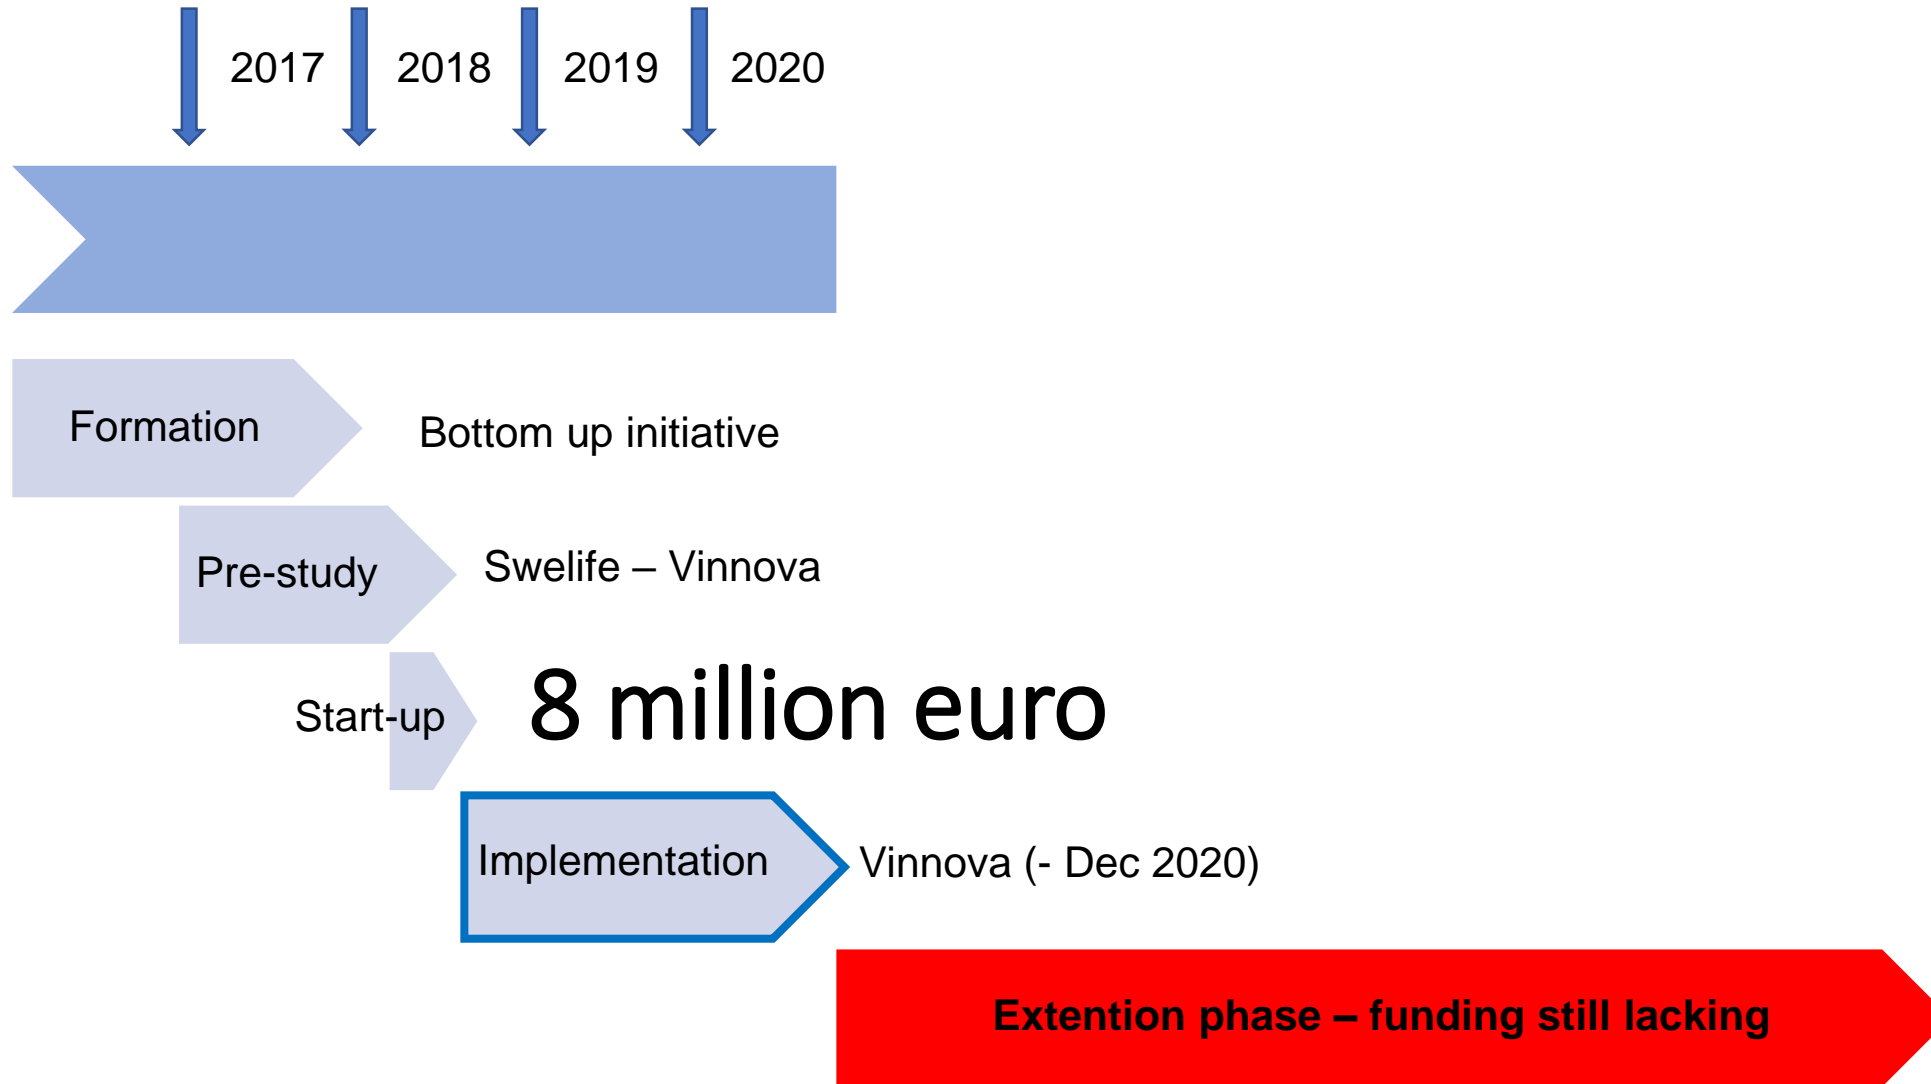 2017 2018 2019 2020
Formation
Bottom up initiative
Pre-study
Swelife – Vinnova
Start-up
8 million euro
Implementation
Vinnova (- Dec 2020)
Extention phase – funding still lacking